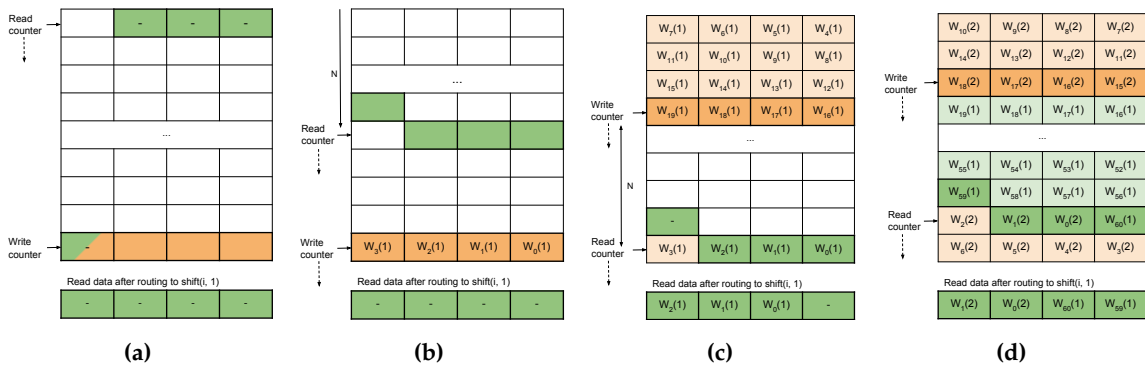 Read
counter
- - -
...
Write
counter
-
Read data after routing to shift(i, 1)
- - - -
(a)
N
...
Read
counter
Write
counter
W₃(1) W₂(1) W₁(1) W₀(1)
Read data after routing to shift(i, 1)
- - - -
(b)
W₇(1) W₆(1) W₅(1) W₄(1)
W₁₁(1) W₁₀(1) W₉(1) W₈(1)
W₁₅(1) W₁₄(1) W₁₃(1) W₁₂(1)
Write
counter
W₁₉(1) W₁₈(1) W₁₇(1) W₁₆(1)
...
N
-
Read
counter
W₃(1) W₂(1) W₁(1) W₀(1)
Read data after routing to shift(i, 1)
W₂(1) W₁(1) W₀(1) -
(c)
W₁₀(2) W₉(2) W₈(2) W₇(2)
W₁₄(2) W₁₃(2) W₁₂(2) W₁₁(2)
Write
counter
W₁₈(2) W₁₇(2) W₁₆(2) W₁₅(2)
W₁₉(1) W₁₈(1) W₁₇(1) W₁₆(1)
...
W₅₅(1) W₅₄(1) W₅₃(1) W₅₂(1)
W₅₉(1) W₅₈(1) W₅₇(1) W₅₆(1)
Read
counter
W₂(2) W₁(2) W₀(2) W₆₀(1)
W₆(2) W₅(2) W₄(2) W₃(2)
Read data after routing to shift(i, 1)
W₁(2) W₀(2) W₆₀(1) W₅₉(1)
(d)